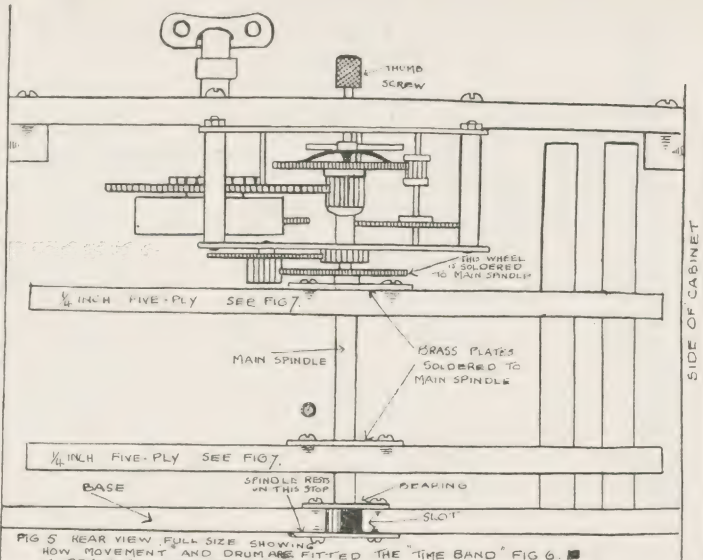 THUMB
SCREW
THIS WHEEL
IS SOLDERED
TO MAIN SPINDLE
¼ INCH FIVE-PLY SEE FIG 7.
MAIN SPINDLE
BRASS PLATES
SOLDERED TO
MAIN SPINDLE
SIDE OF CABINET
¼ INCH FIVE-PLY SEE FIG 7.
BASE
SPINDLE RESTS
ON THIS STOP
BEARING
SLOT
FIG 5 REAR VIEW FULL SIZE SHOWING
HOW MOVEMENT AND DRUM ARE FITTED THE "TIME BAND" FIG 6.